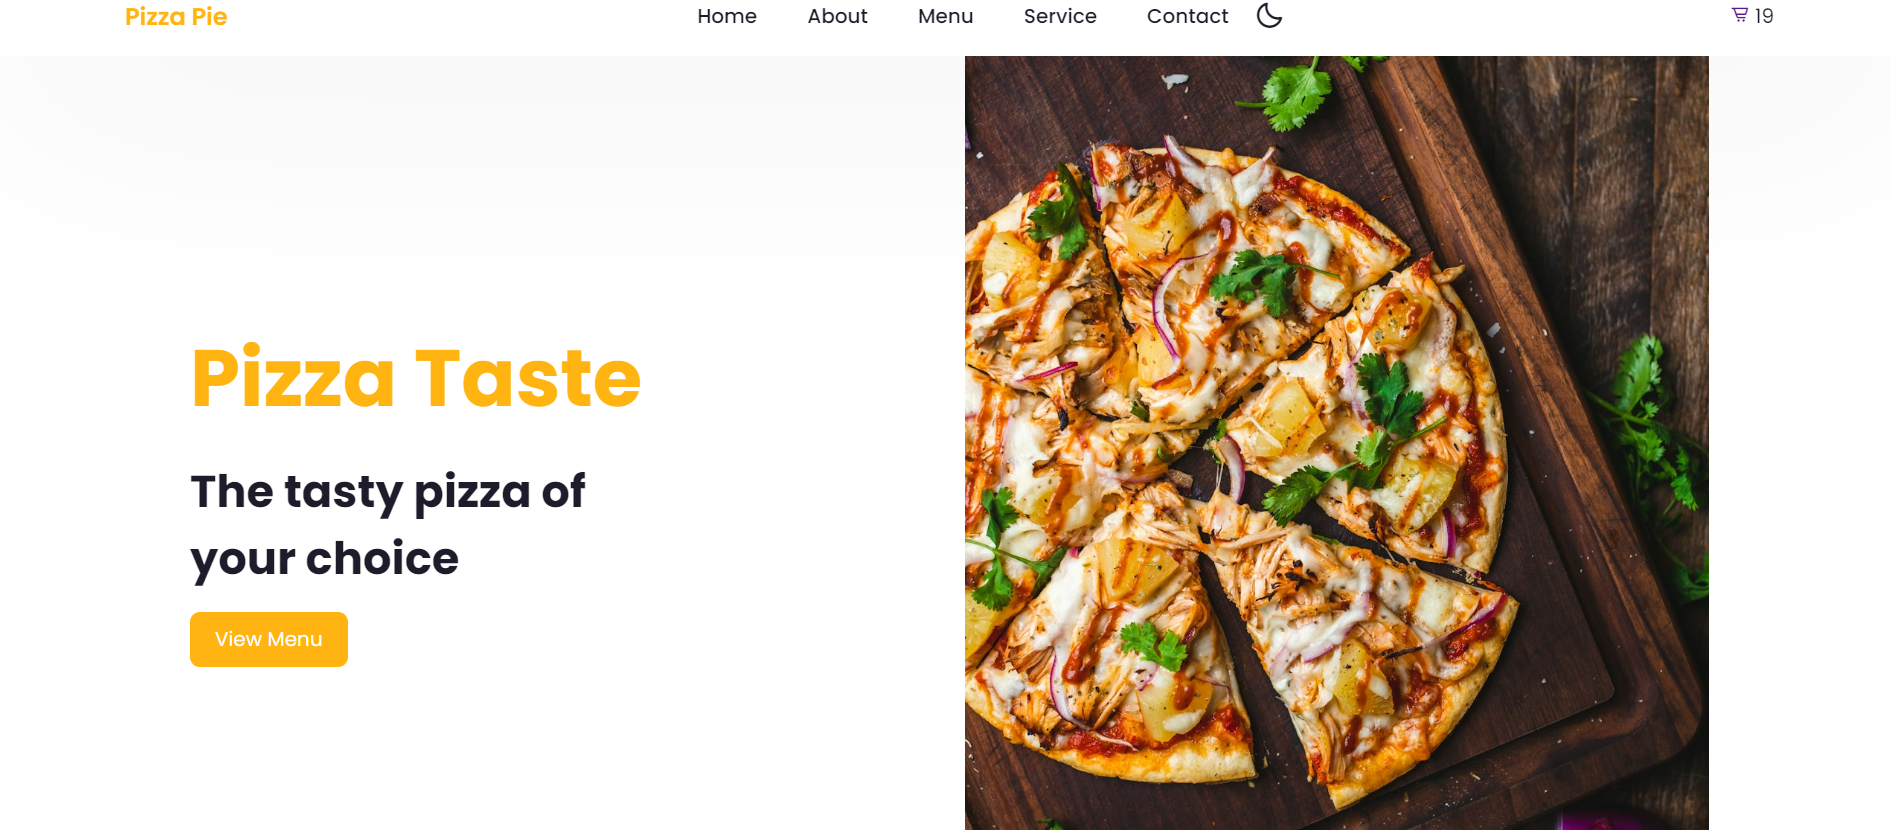 Pizza Pie
Home About Menu Service Contact
19
Pizza Taste
The tasty pizza of
your choice
View Menu